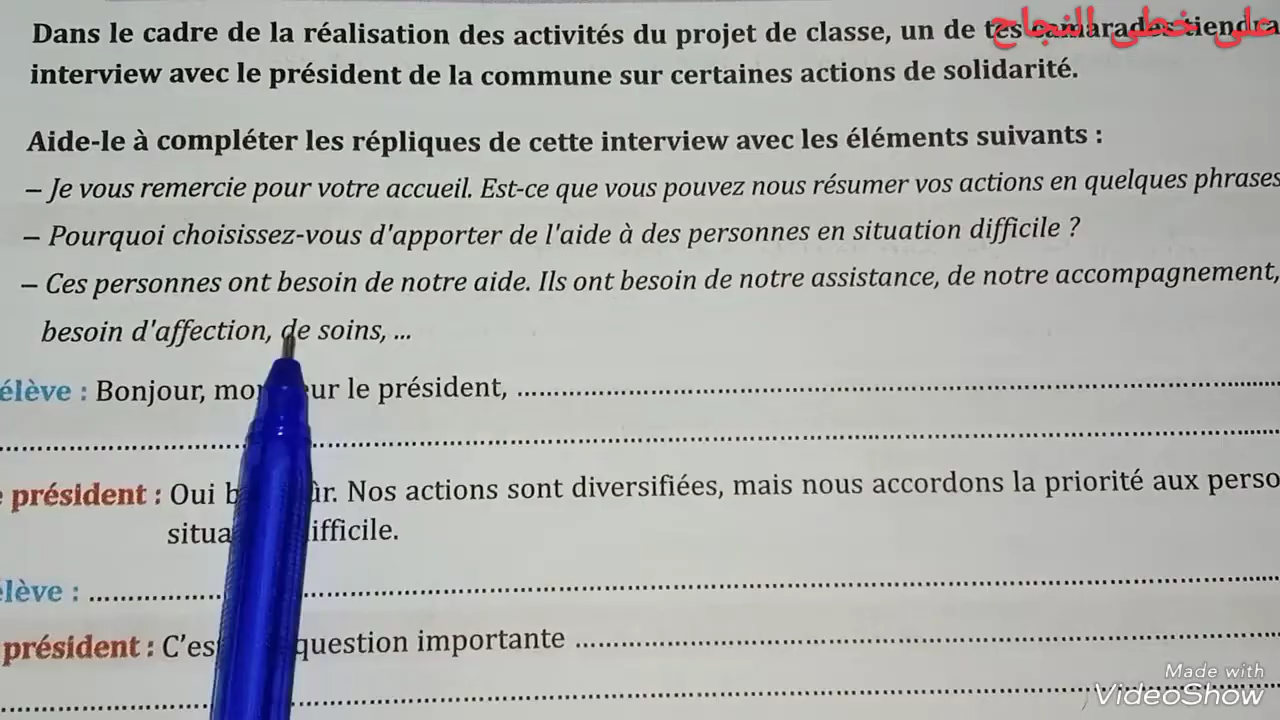 على خطى النجاح
Dans le cadre de la réalisation des activités du projet de classe, un de tes camarades tiendra
interview avec le président de la commune sur certaines actions de solidarité.
Aide-le à compléter les répliques de cette interview avec les éléments suivants :
– Je vous remercie pour votre accueil. Est-ce que vous pouvez nous résumer vos actions en quelques phrases
– Pourquoi choisissez-vous d'apporter de l'aide à des personnes en situation difficile ?
– Ces personnes ont besoin de notre aide. Ils ont besoin de notre assistance, de notre accompagnement,
besoin d'affection, de soins, ...
élève : Bonjour, ur le président, ..........
..........
président : Oui Nos actions sont diversifiées, mais nous accordons la priorité aux perso
situa ifficile.
lève : ..........
président : C'es question importante ..........
..........
Made with
VideoShow